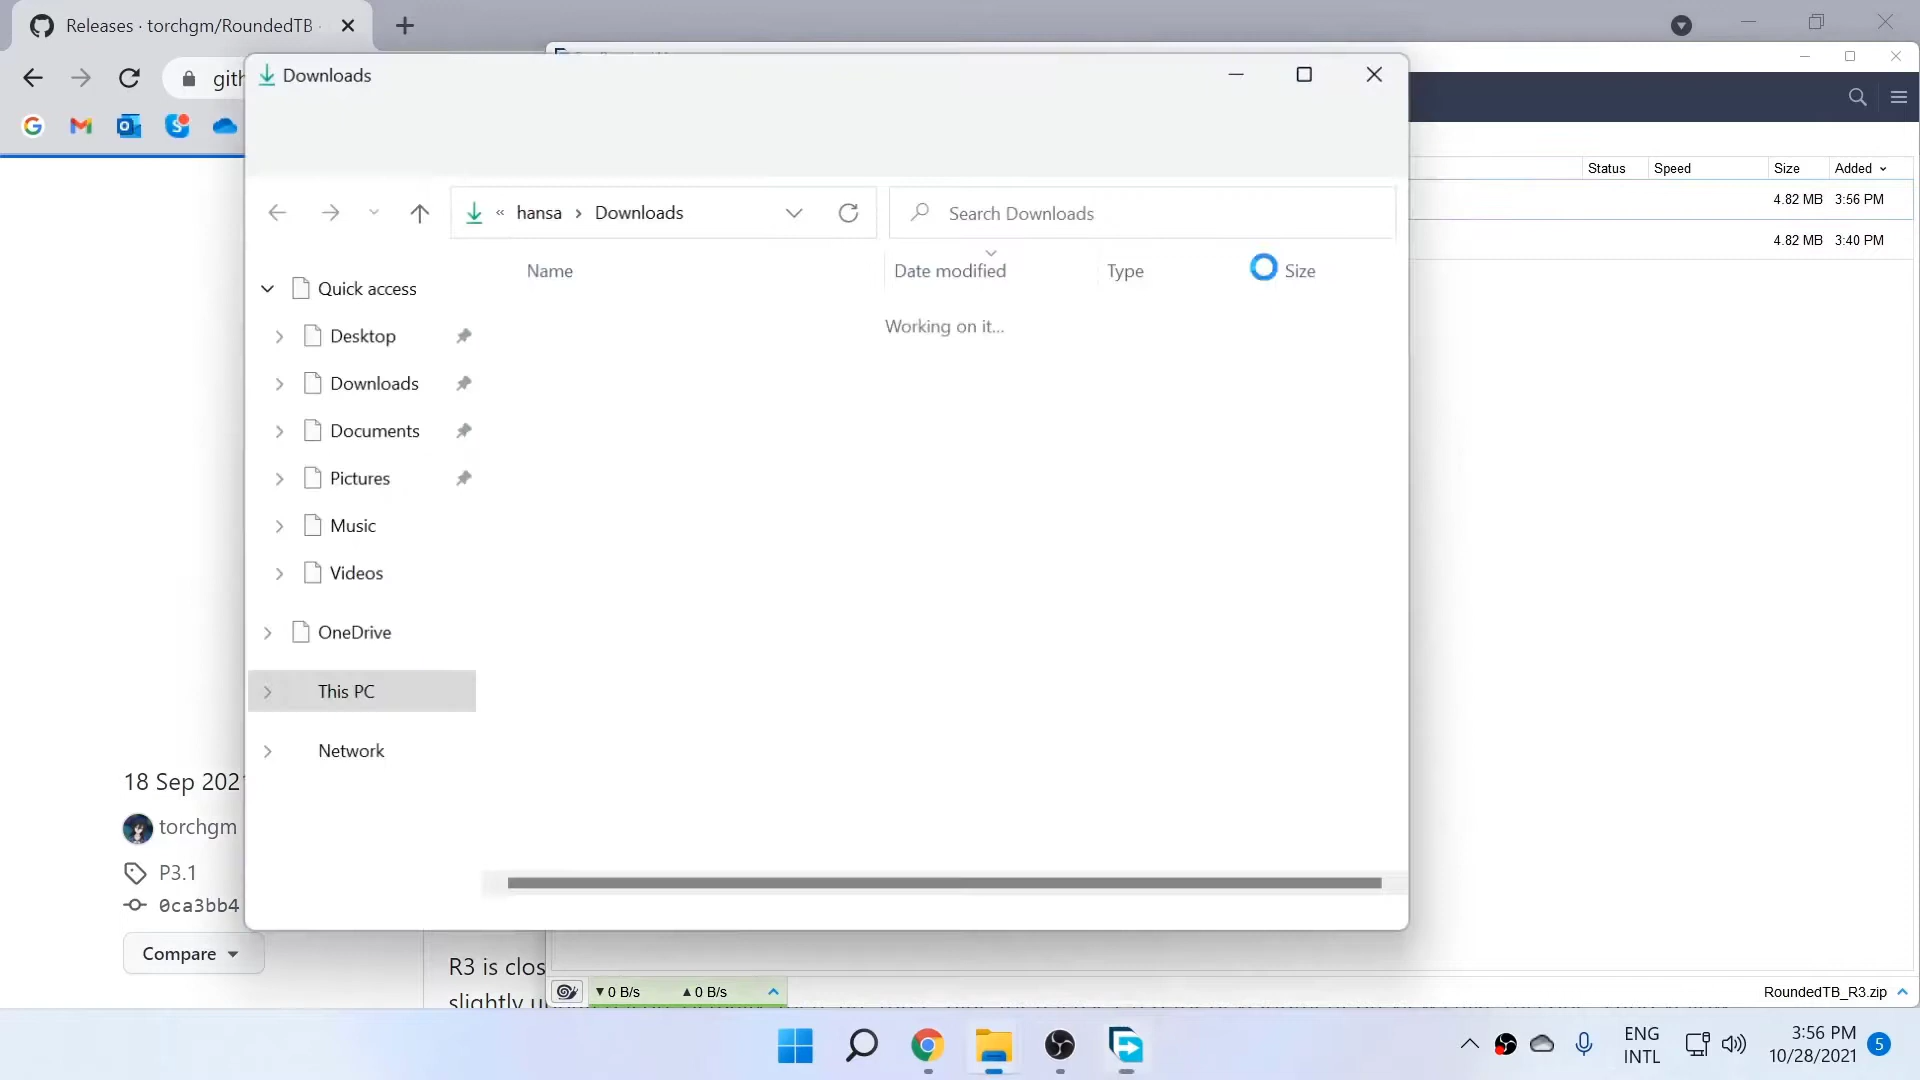 Releases · torchgm/RoundedTB
gith
Downloads
hansa
Downloads
Search Downloads
Name
Date modified
Type
Size
Working on it...
Quick access
Desktop
Downloads
Documents
Pictures
Music
Videos
OneDrive
This PC
Network
Status
Speed
Size
Added
4.82 MB
3:56 PM
4.82 MB
3:40 PM
18 Sep 2021
torchgm
P3.1
0ca3bb4
Compare
R3 is clos
slightly u
0 B/s
0 B/s
RoundedTB_R3.zip
ENG
INTL
3:56 PM
10/28/2021
5